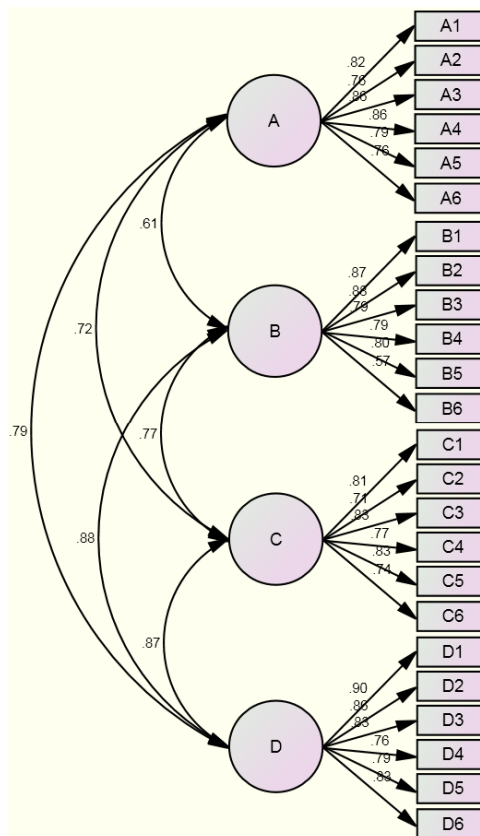 A1
.82
A2
.76
.86
A3
A
.86
A4
.79
A5
.76
A6
.61
B1
.87
B2
.88
.79
B3
B
.79
B4
.80
B5
.57
B6
.72
.79
.77
C1
.81
C2
.71
.83
C3
C
.77
C4
.83
C5
.74
C6
.88
.87
D1
.90
D2
.86
.83
D3
D
.76
D4
.79
D5
.83
D6